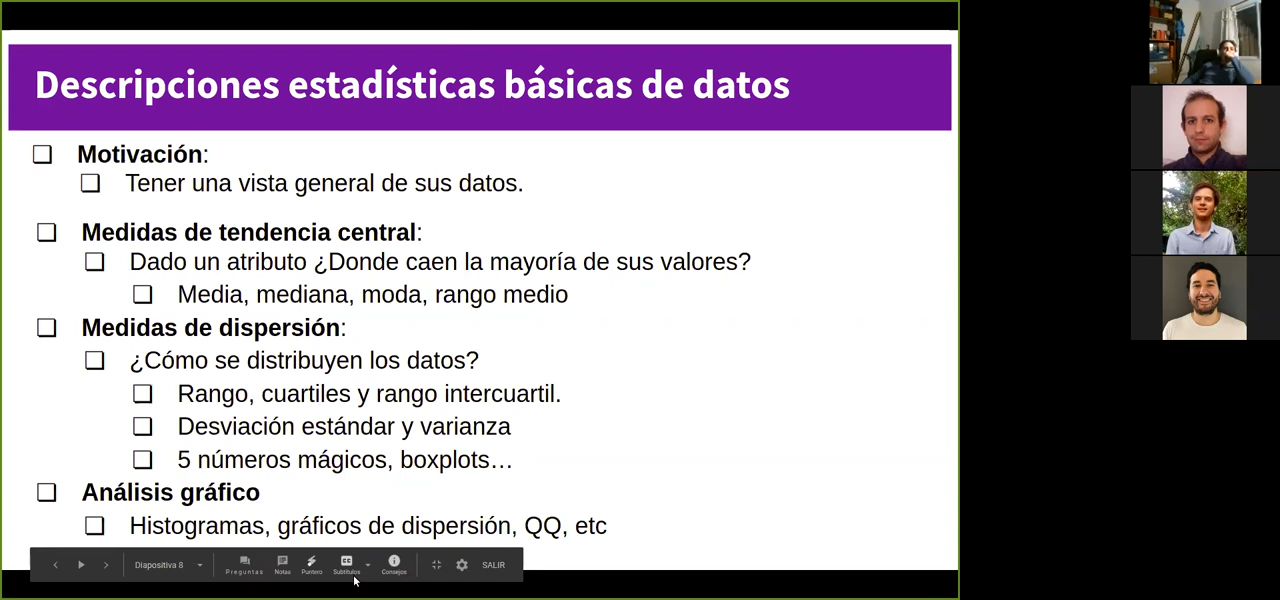 Descripciones estadísticas básicas de datos
❏ Motivación:
❏ Tener una vista general de sus datos.
❏ Medidas de tendencia central:
❏ Dado un atributo ¿Donde caen la mayoría de sus valores?
❏ Media, mediana, moda, rango medio
❏ Medidas de dispersión:
❏ ¿Cómo se distribuyen los datos?
❏ Rango, cuartiles y rango intercuartil.
❏ Desviación estándar y varianza
❏ 5 números mágicos, boxplots…
❏ Análisis gráfico
❏ Histogramas, gráficos de dispersión, QQ, etc
Diapositiva 8 Preguntas Notas Puntero Subtítulos Consejos SALIR